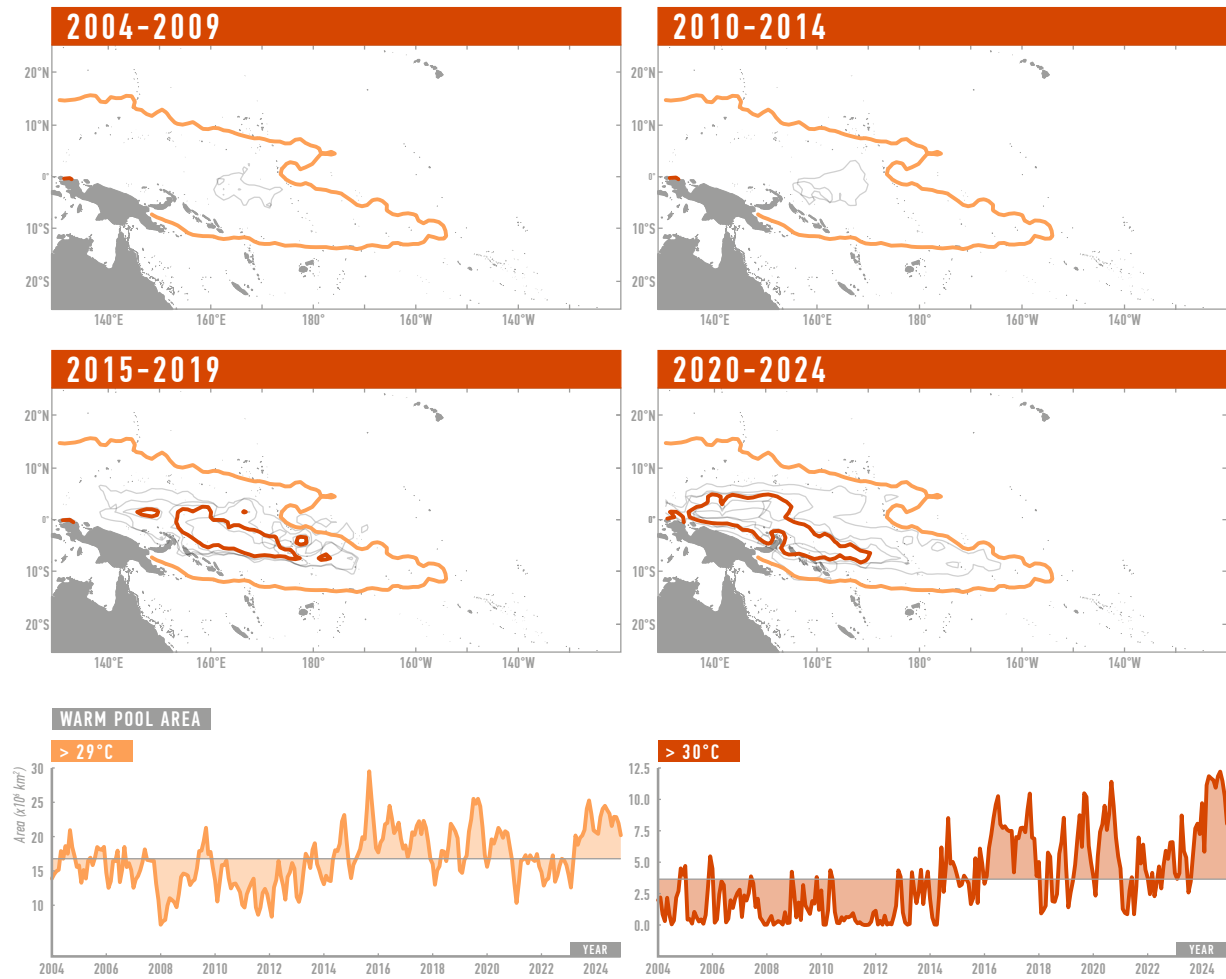 2004-2009
2010-2014
20°N
10°N
0°
10°S
20°S
140°E
160°E
180°
160°W
140°W
20°N
10°N
0°
10°S
20°S
140°E
160°E
180°
160°W
140°W
2015-2019
2020-2024
20°N
10°N
0°
10°S
20°S
140°E
160°E
180°
160°W
140°W
20°N
10°N
0°
10°S
20°S
140°E
160°E
180°
160°W
140°W
WARM POOL AREA
> 29°C
Area (x10⁶ km²)
30
25
20
15
10
YEAR
2004
2006
2008
2010
2012
2014
2016
2018
2020
2022
2024
> 30°C
12.5
10.0
7.5
5.0
2.5
0.0
YEAR
2004
2006
2008
2010
2012
2014
2016
2018
2020
2022
2024